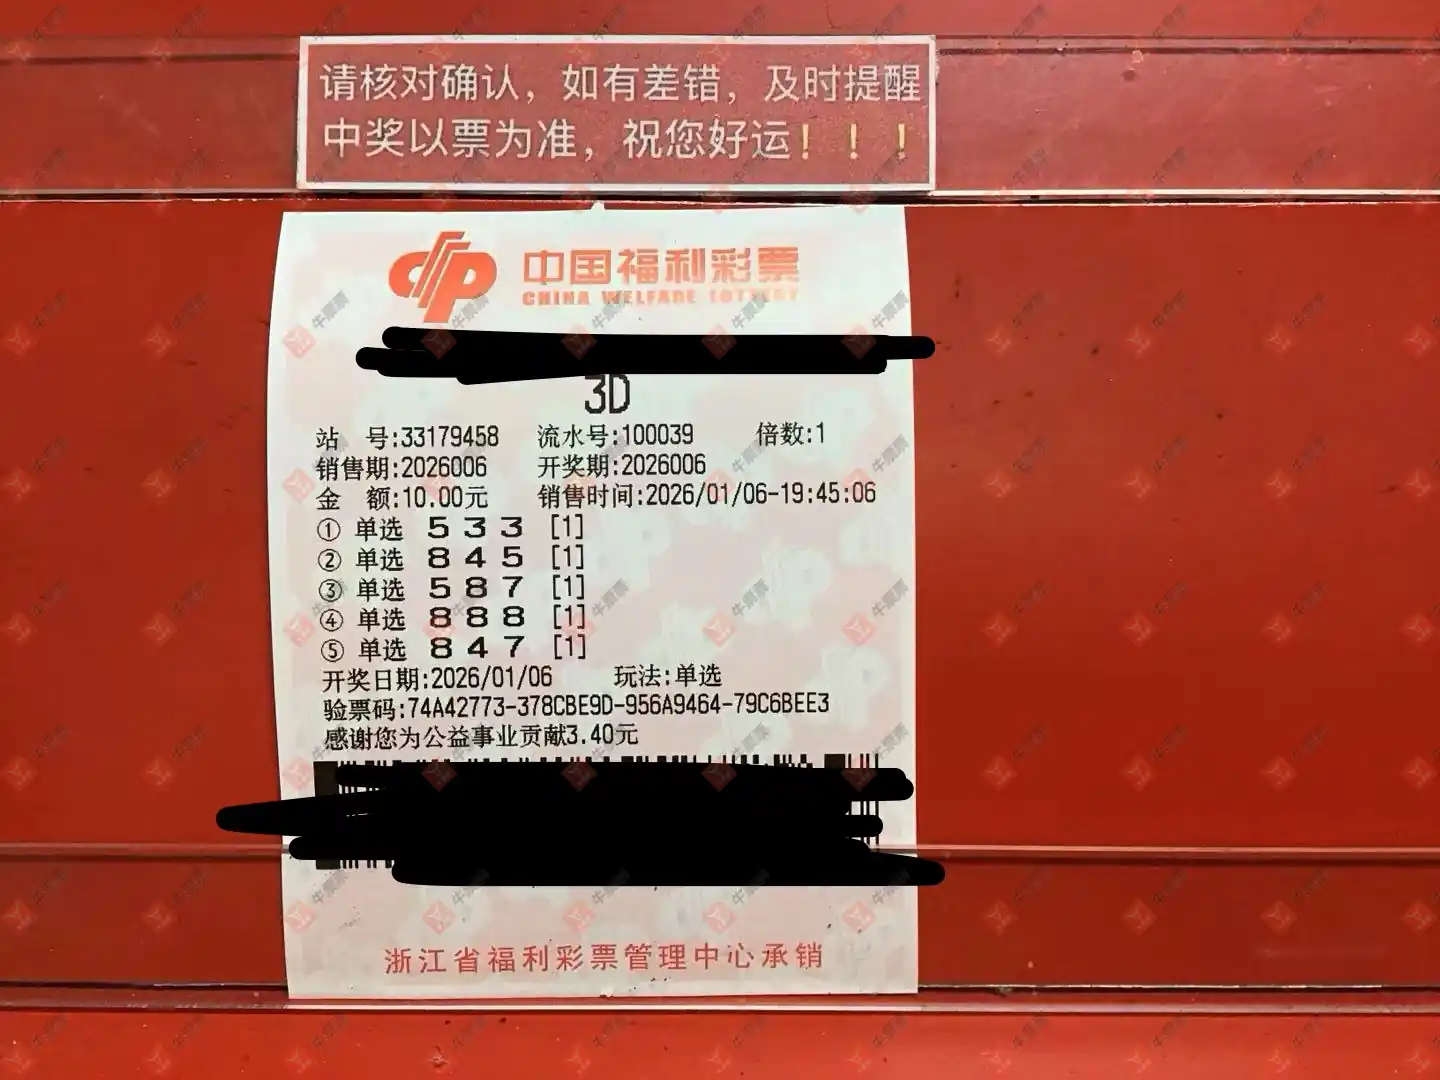 请核对确认，如有差错，及时提醒
中奖以票为准，祝您好运！！！
中国福利彩票
CHINA WELFARE LOTTERY
3D
站 号:33179458 流水号:100039 倍数:1
销售期:2026006 开奖期:2026006
金 额:10.00元 销售时间:2026/01/06-19:45:06
① 单选 5 3 3 [1]
② 单选 8 4 5 [1]
③ 单选 5 8 7 [1]
④ 单选 8 8 8 [1]
⑤ 单选 8 4 7 [1]
开奖日期:2026/01/06 玩法:单选
验票码:74A42773-378CBE9D-956A9464-79C6BEE3
感谢您为公益事业贡献3.40元
浙江省福利彩票管理中心承销
牛票票